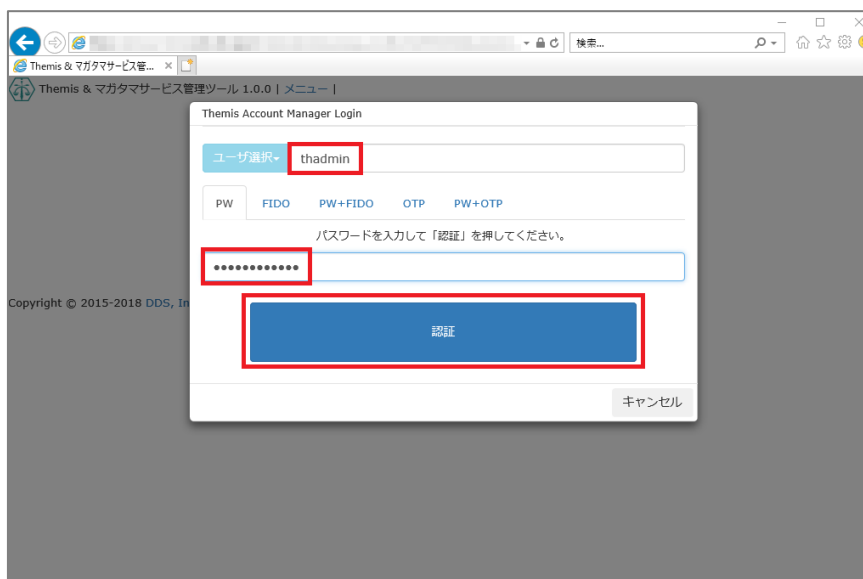 検索...
Themis & マガタマサービス管...
Themis & マガタマサービス管理ツール 1.0.0 | メニュー |
Themis Account Manager Login
ユーザ選択 thadmin
PW FIDO PW+FIDO OTP PW+OTP
パスワードを入力して「認証」を押してください。
●●●●●●●●●●●●
Copyright © 2015-2018 DDS, In
認証
キャンセル